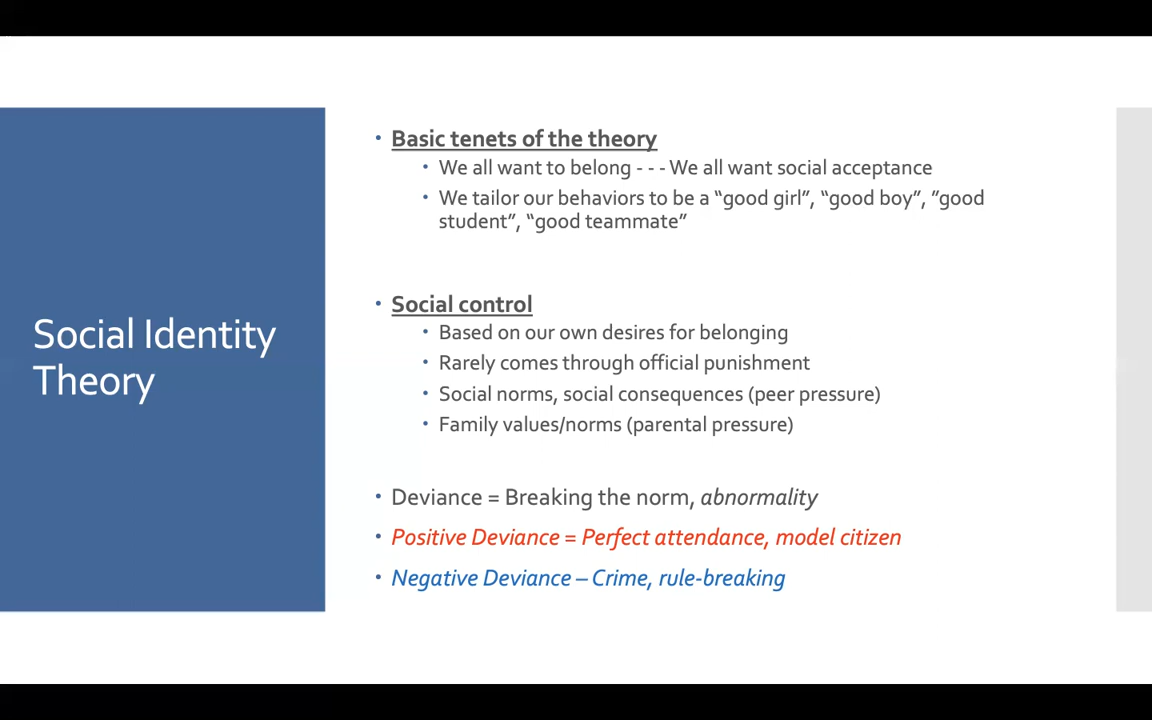 Social Identity
Theory
• Basic tenets of the theory
• We all want to belong - - - We all want social acceptance
• We tailor our behaviors to be a “good girl”, “good boy”, ”good
student”, “good teammate”
• Social control
• Based on our own desires for belonging
• Rarely comes through official punishment
• Social norms, social consequences (peer pressure)
• Family values/norms (parental pressure)
• Deviance = Breaking the norm, abnormality
• Positive Deviance = Perfect attendance, model citizen
• Negative Deviance – Crime, rule-breaking